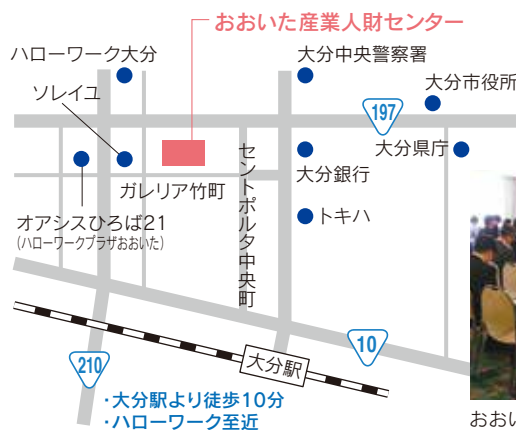 おおいた産業人財センター
ハローワーク大分
大分中央警察署
ソレイユ
大分市役所
197
大分県庁
大分銀行
ガレリア竹町
セントポルタ中央町
オアシスひろば21
(ハローワークプラザおおいた)
トキハ
10
大分駅
210
・大分駅より徒歩10分
・ハローワーク至近
おおい